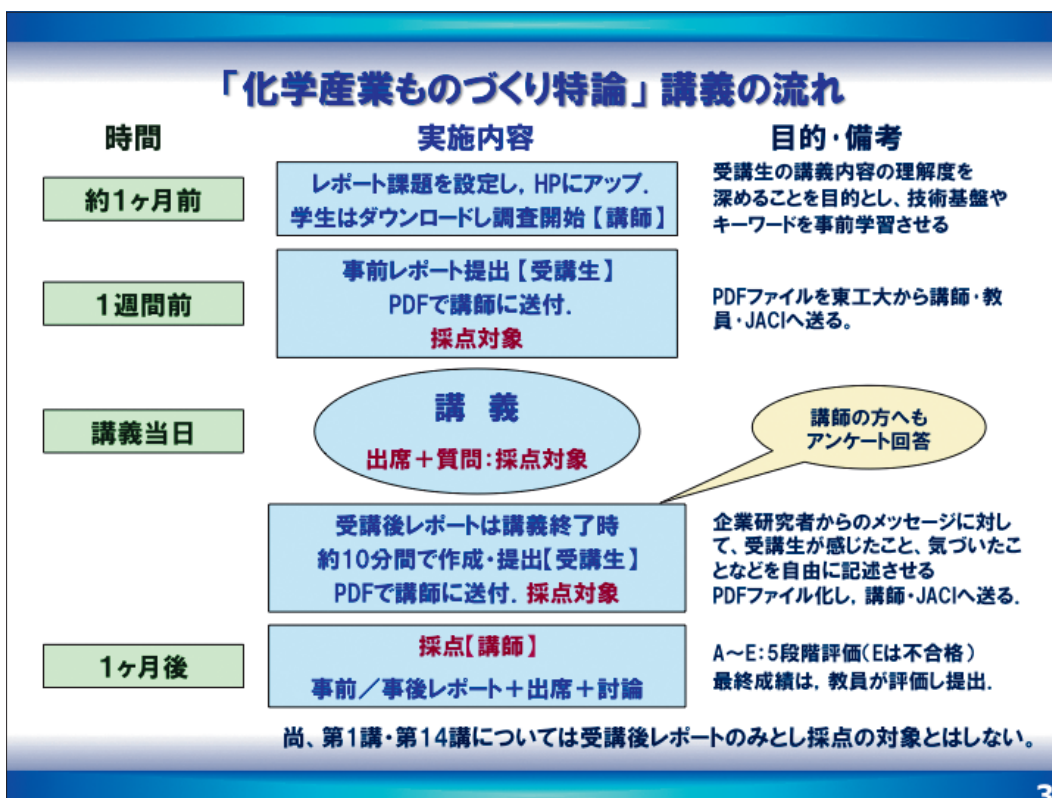 「化学産業ものづくり特論」講義の流れ
時間
実施内容
目的・備考
約1ヶ月前
レポート課題を設定し,HPにアップ.
学生はダウンロードし調査開始【講師】
受講生の講義内容の理解度を
深めることを目的とし、技術基盤や
キーワードを事前学習させる
1週間前
事前レポート提出【受講生】
PDFで講師に送付.
採点対象
PDFファイルを東工大から講師・教
員・JACIへ送る。
講義当日
講 義
出席+質問:採点対象
講師の方へも
アンケート回答
受講後レポートは講義終了時
約10分間で作成・提出【受講生】
PDFで講師に送付. 採点対象
企業研究者からのメッセージに対し
て、受講生が感じたこと、気づいたこ
となどを自由に記述させる
PDFファイル化し,講師・JACIへ送る.
1ヶ月後
採点【講師】
事前/事後レポート+出席+討論
A~E:5段階評価(Eは不合格)
最終成績は,教員が評価し提出.
尚、第1講・第14講については受講後レポートのみとし採点の対象とはしない。
3